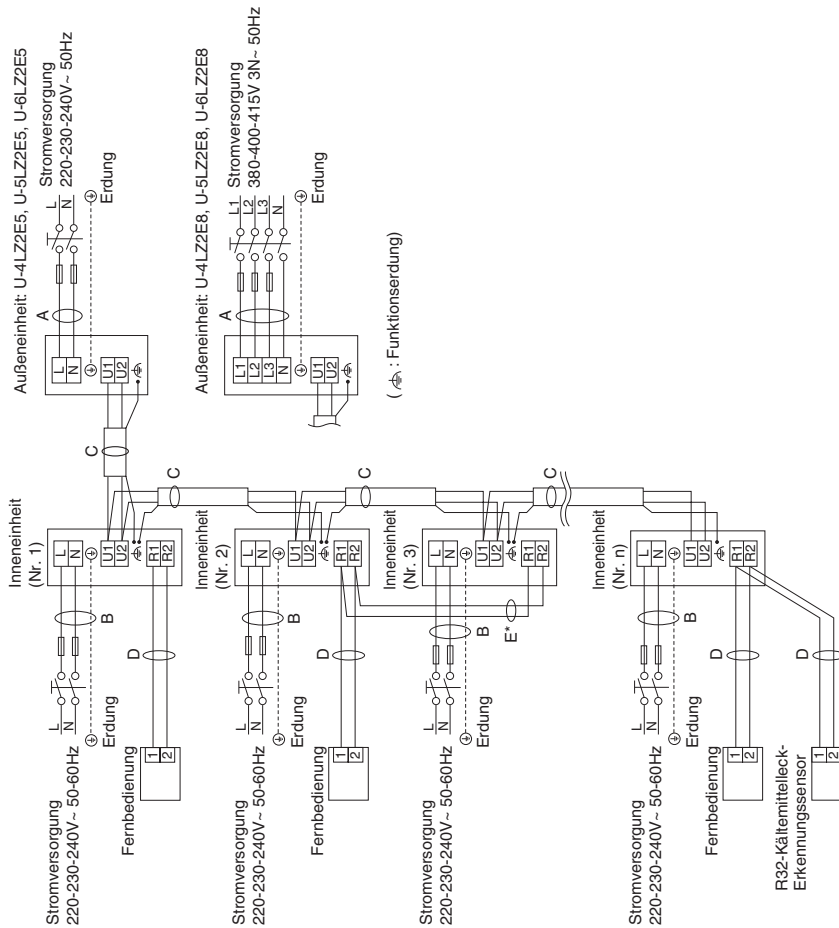 Außeneinheit: U-4LZ2E5, U-5LZ2E5, U-6LZ2E5
Stromversorgung
220-230-240V ~ 50Hz
L
N
Erdung
A
L
N
U1
U2
C
Außeneinheit: U-4LZ2E8, U-5LZ2E8, U-6LZ2E8
Stromversorgung
380-400-415V 3N~ 50Hz
L1
L2
L3
N
Erdung
A
L1
L2
L3
N
U1
U2
( : Funktionserdung)
Inneneinheit
(Nr. 1)
L
N
U1
U2
R1
R2
B
D
C
Stromversorgung
220-230-240V ~ 50-60Hz
L
N
Erdung
Fernbedienung
1
2
Inneneinheit
(Nr. 2)
L
N
U1
U2
R1
R2
B
D
C
Stromversorgung
220-230-240V ~ 50-60Hz
L
N
Erdung
Fernbedienung
1
2
Inneneinheit
(Nr. 3)
L
N
U1
U2
R1
R2
B
E*
C
Stromversorgung
220-230-240V ~ 50-60Hz
L
N
Erdung
Inneneinheit
(Nr. n)
L
N
U1
U2
R1
R2
B
D
Stromversorgung
220-230-240V ~ 50-60Hz
L
N
Erdung
Fernbedienung
1
2
D
R32-Kältemittelleck-
Erkennungssensor
1
2